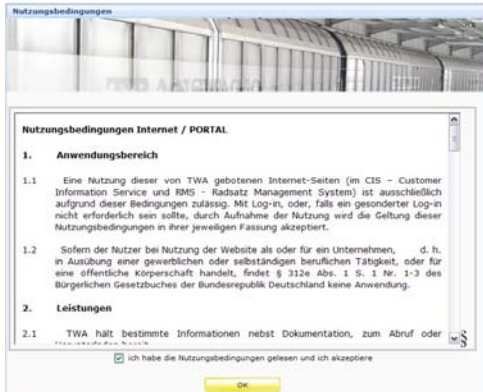 Nutzungsbedingungen
Nutzungsbedingungen Internet / PORTAL
1. Anwendungsbereich
1.1 Eine Nutzung dieser von TWA gebotenen Internet-Seiten (im CIS – Customer
Information Service und RMS - Radsatz Management System) ist ausschließlich
aufgrund dieser Bedingungen zulässig. Mit Log-in, oder, falls ein gesonderter Log-in
nicht erforderlich sein sollte, durch Aufnahme der Nutzung wird die Geltung dieser
Nutzungsbedingungen in ihrer jeweiligen Fassung akzeptiert.
1.2 Sofern der Nutzer bei Nutzung der Website als oder für ein Unternehmen, d. h.
in Ausübung einer gewerblichen oder selbständigen beruflichen Tätigkeit, oder für
eine öffentliche Körperschaft handelt, findet § 312e Abs. 1 S. 1 Nr. 1-3 des
Bürgerlichen Gesetzbuches der Bundesrepublik Deutschland keine Anwendung.
2. Leistungen
2.1 TWA hält bestimmte Informationen nebst Dokumentation, zum Abruf oder
§
ich habe die Nutzungsbedingungen gelesen und ich akzeptiere
OK